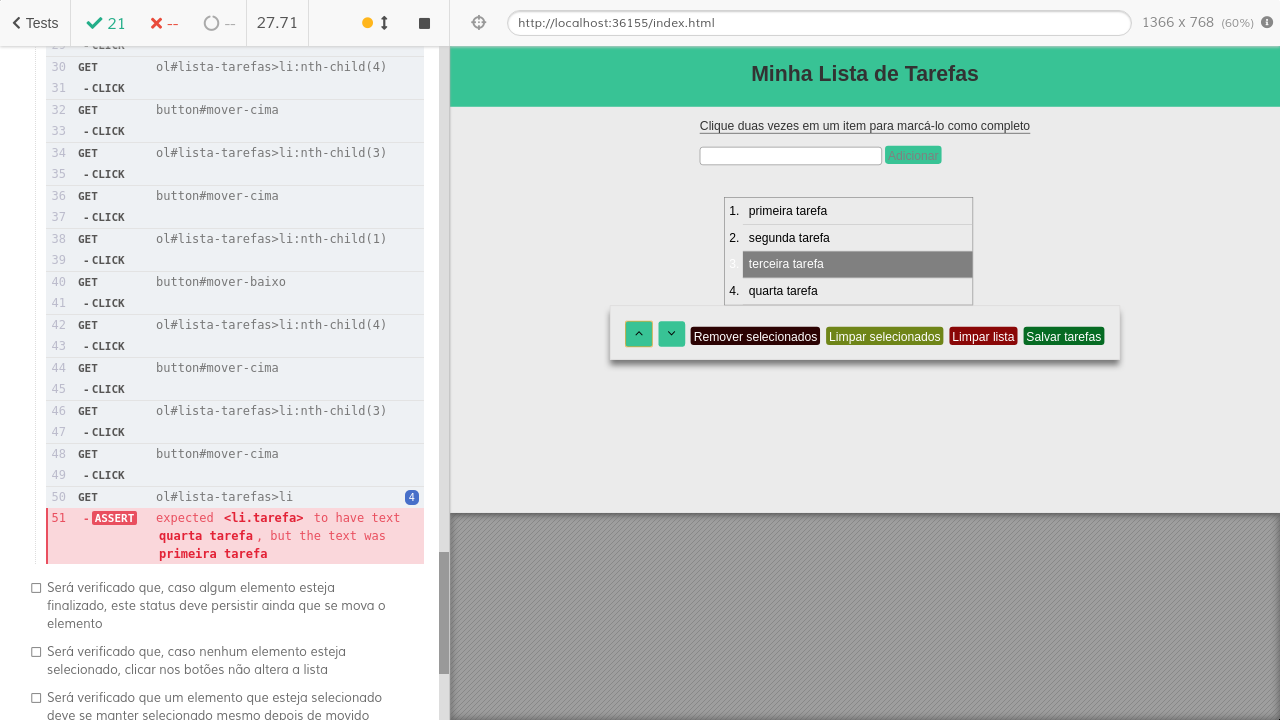 Tests 21 -- -- 27.71
http://localhost:36155/index.html 1366 x 768 (60%)
29 -CLICK
30 GET ol#lista-tarefas>li:nth-child(4)
31 -CLICK
32 GET button#mover-cima
33 -CLICK
34 GET ol#lista-tarefas>li:nth-child(3)
35 -CLICK
36 GET button#mover-cima
37 -CLICK
38 GET ol#lista-tarefas>li:nth-child(1)
39 -CLICK
40 GET button#mover-baixo
41 -CLICK
42 GET ol#lista-tarefas>li:nth-child(4)
43 -CLICK
44 GET button#mover-cima
45 -CLICK
46 GET ol#lista-tarefas>li:nth-child(3)
47 -CLICK
48 GET button#mover-cima
49 -CLICK
50 GET ol#lista-tarefas>li 4
51 -ASSERT expected <li.tarefa> to have text
quarta tarefa, but the text was
primeira tarefa
Será verificado que, caso algum elemento esteja
finalizado, este status deve persistir ainda que se mova o
elemento
Será verificado que, caso nenhum elemento esteja
selecionado, clicar nos botões não altera a lista
Será verificado que um elemento que esteja selecionado
deve se manter selecionado mesmo depois de movido
Minha Lista de Tarefas
Clique duas vezes em um item para marcá-lo como completo
Adicionar
1. primeira tarefa
2. segunda tarefa
3. terceira tarefa
4. quarta tarefa
Remover selecionados Limpar selecionados Limpar lista Salvar tarefas